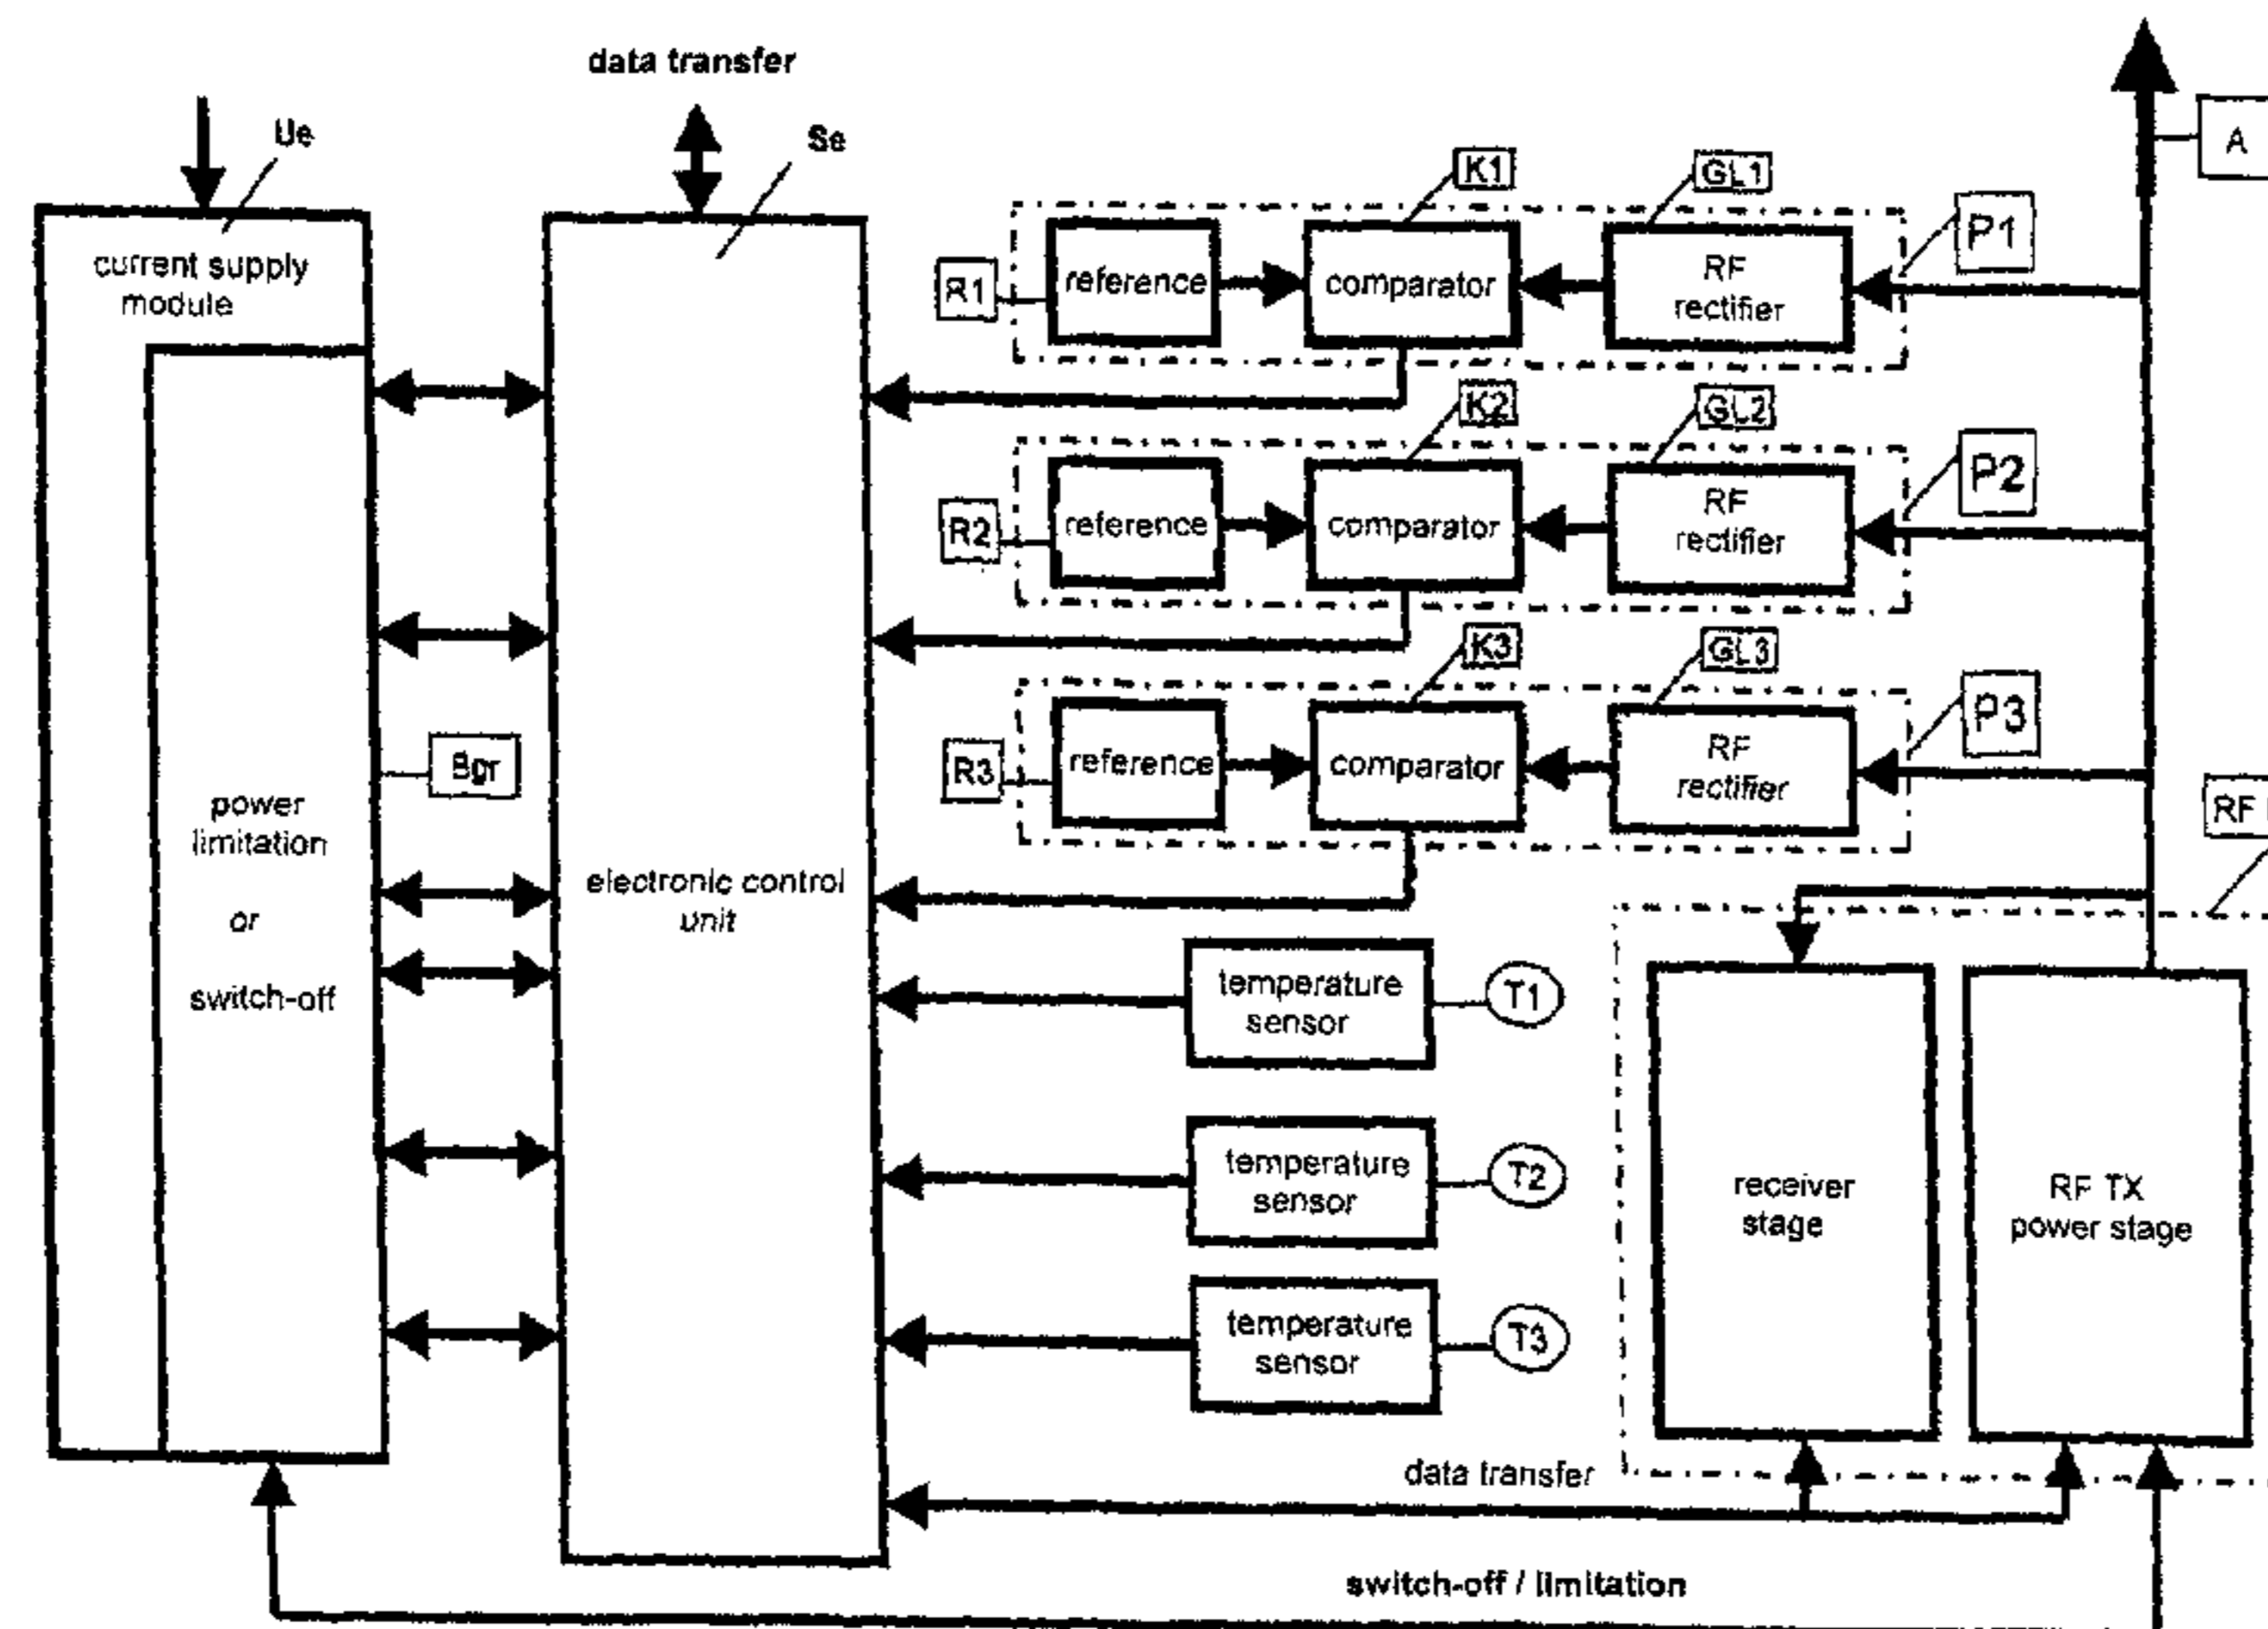 data transfer
Ue
Se
A
K1
GL1
P1
current supply
module
R1
reference
comparator
RF
rectifier
K2
GL2
P2
R2
reference
comparator
RF
rectifier
K3
GL3
P3
R3
reference
comparator
RF
rectifier
Bgr
RF
power
limitation
or
switch-off
electronic control
unit
temperature
sensor
T1
temperature
sensor
T2
receiver
stage
RF TX
power stage
temperature
sensor
T3
data transfer
switch-off / limitation